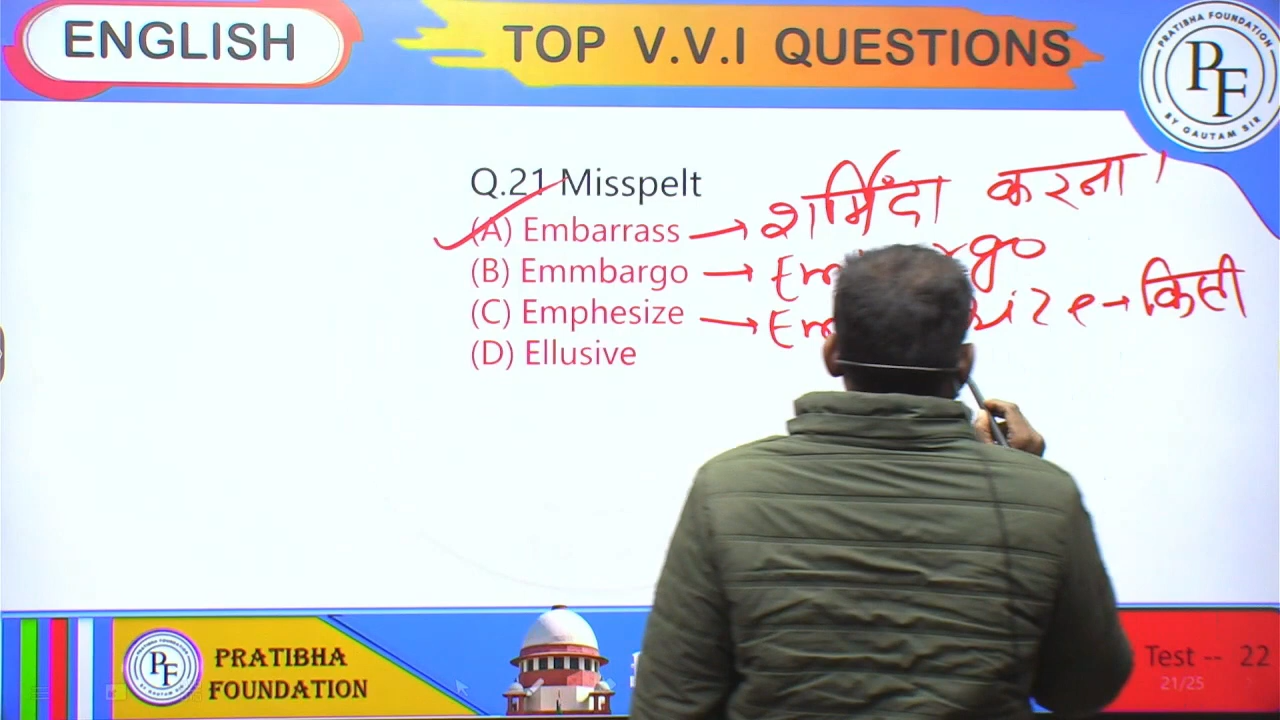 ENGLISH
TOP V.V.I QUESTIONS
PRATIBHA FOUNDATION
PF
BY GAUTAM SIR
Q.21 Misspelt
(A) Embarrass → शर्मिंदा करना।
(B) Emmbargo →
(C) Emphesize → → किसी
(D) Ellusive
PF
PRATIBHA
FOUNDATION
Test -- 22
21/25